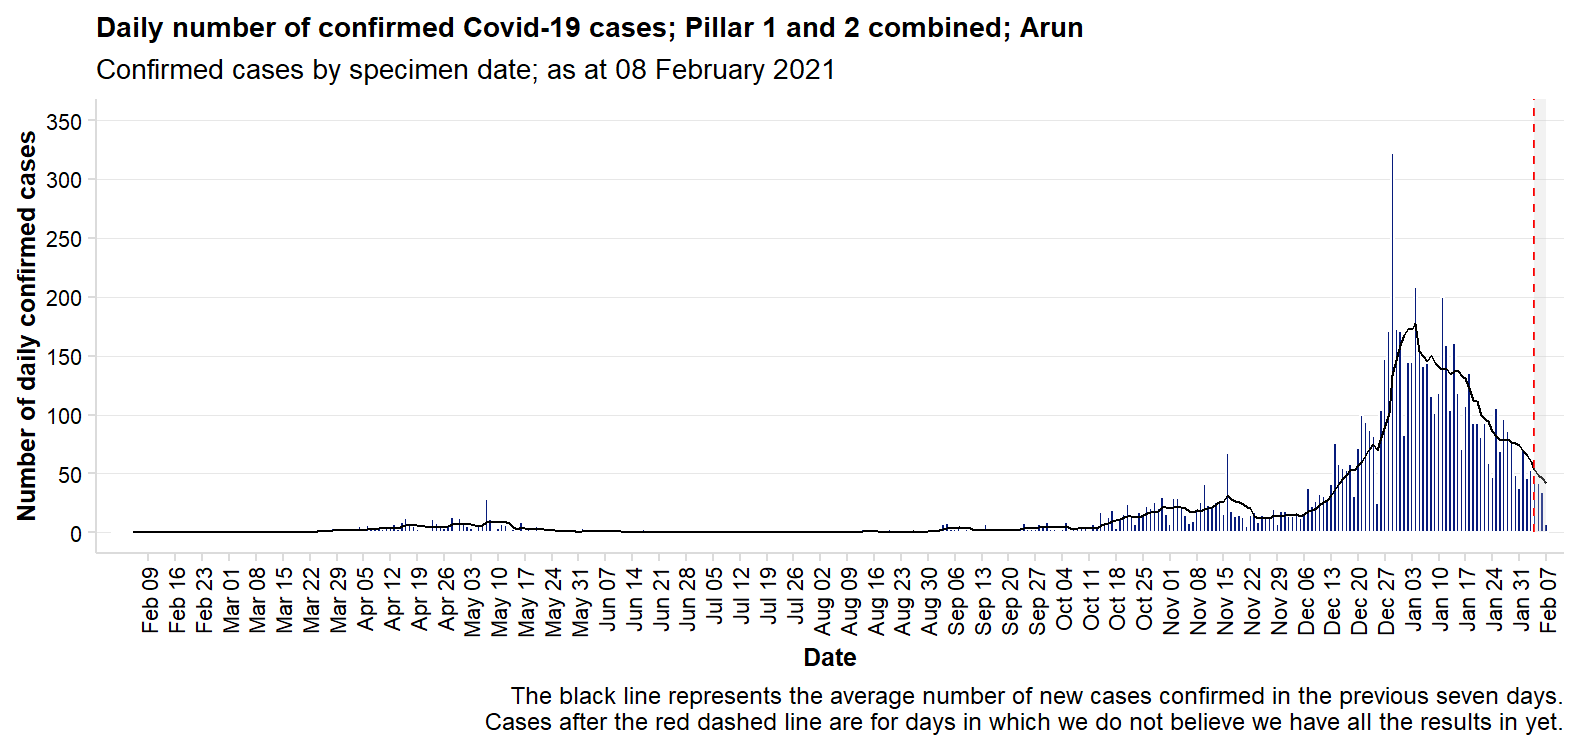 Daily number of confirmed Covid-19 cases; Pillar 1 and 2 combined; Arun
Confirmed cases by specimen date; as at 08 February 2021
Number of daily confirmed cases
350
300
250
200
150
100
50
0
Feb 09
Feb 16
Feb 23
Mar 01
Mar 08
Mar 15
Mar 22
Mar 29
Apr 05
Apr 12
Apr 19
Apr 26
May 03
May 10
May 17
May 24
May 31
Jun 07
Jun 14
Jun 21
Jun 28
Jul 05
Jul 12
Jul 19
Jul 26
Aug 02
Aug 09
Aug 16
Aug 23
Aug 30
Sep 06
Sep 13
Sep 20
Sep 27
Oct 04
Oct 11
Oct 18
Oct 25
Nov 01
Nov 08
Nov 15
Nov 22
Nov 29
Dec 06
Dec 13
Dec 20
Dec 27
Jan 03
Jan 10
Jan 17
Jan 24
Jan 31
Feb 07
Date
The black line represents the average number of new cases confirmed in the previous seven days.
Cases after the red dashed line are for days in which we do not believe we have all the results in yet.